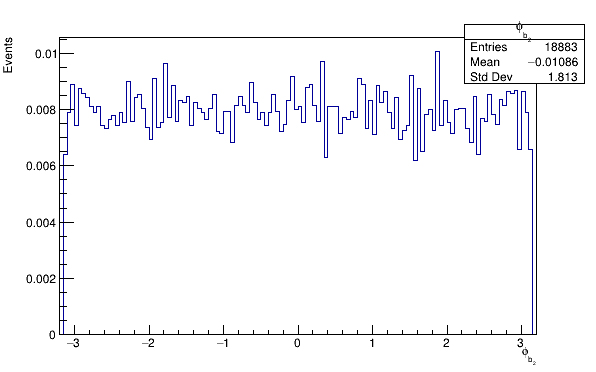 ϕb2
Entries 18883
Mean −0.01086
Std Dev 1.813
Events
0.01
0.008
0.006
0.004
0.002
0
−3 −2 −1 0 1 2 3
ϕb2